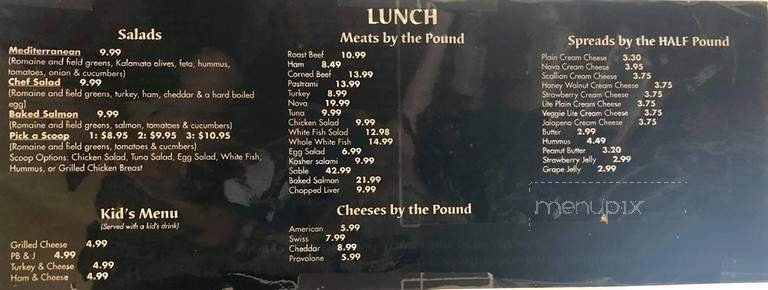 LUNCH
Salads
Mediterranean 9.99
(Romaine and field greens, Kalamata olives, feta, hummus,
tomatoes, onion & cucumbers)
Chef Salad 9.99
(Romaine and field greens, turkey, ham, cheddar & a hard boiled
egg)
Baked Salmon 9.99
(Romaine and field greens, salmon, tomatoes & cucumbers)
Pick a Scoop 1: $8.95 2: $9.95 3: $10.95
(Romaine and field greens, tomatoes & cucumbers)
Scoop Options: Chicken Salad, Tuna Salad, Egg Salad, White Fish,
Hummus, or Grilled Chicken Breast
Kid's Menu
(Served with a kid's drink)
Grilled Cheese 4.99
PB & J 4.99
Turkey & Cheese 4.99
Ham & Cheese 4.99
Meats by the Pound
Roast Beef 10.99
Ham 8.49
Corned Beef 13.99
Pastrami 13.99
Turkey 8.99
Nova 19.99
Tuna 9.99
Chicken Salad 9.99
White Fish Salad 12.98
Whole White Fish 14.99
Egg Salad 6.99
Kosher salami 9.99
Sable 42.99
Baked Salmon 21.99
Chopped Liver 9.99
Cheeses by the Pound
American 5.99
Swiss 7.99
Cheddar 8.99
Provolone 5.99
Spreads by the HALF Pound
Plain Cream Cheese 3.30
Nova Cream Cheese 3.95
Scallion Cream Cheese 3.75
Honey Walnut Cream Cheese 3.75
Strawberry Cream Cheese 3.75
Lite Plain Cream Cheese 3.75
Veggie Lite Cream Cheese 3.75
Jalapeno Cream Cheese 3.75
Butter 2.99
Hummus 4.49
Peanut Butter 3.20
Strawberry Jelly 2.99
Grape Jelly 2.99
menupix